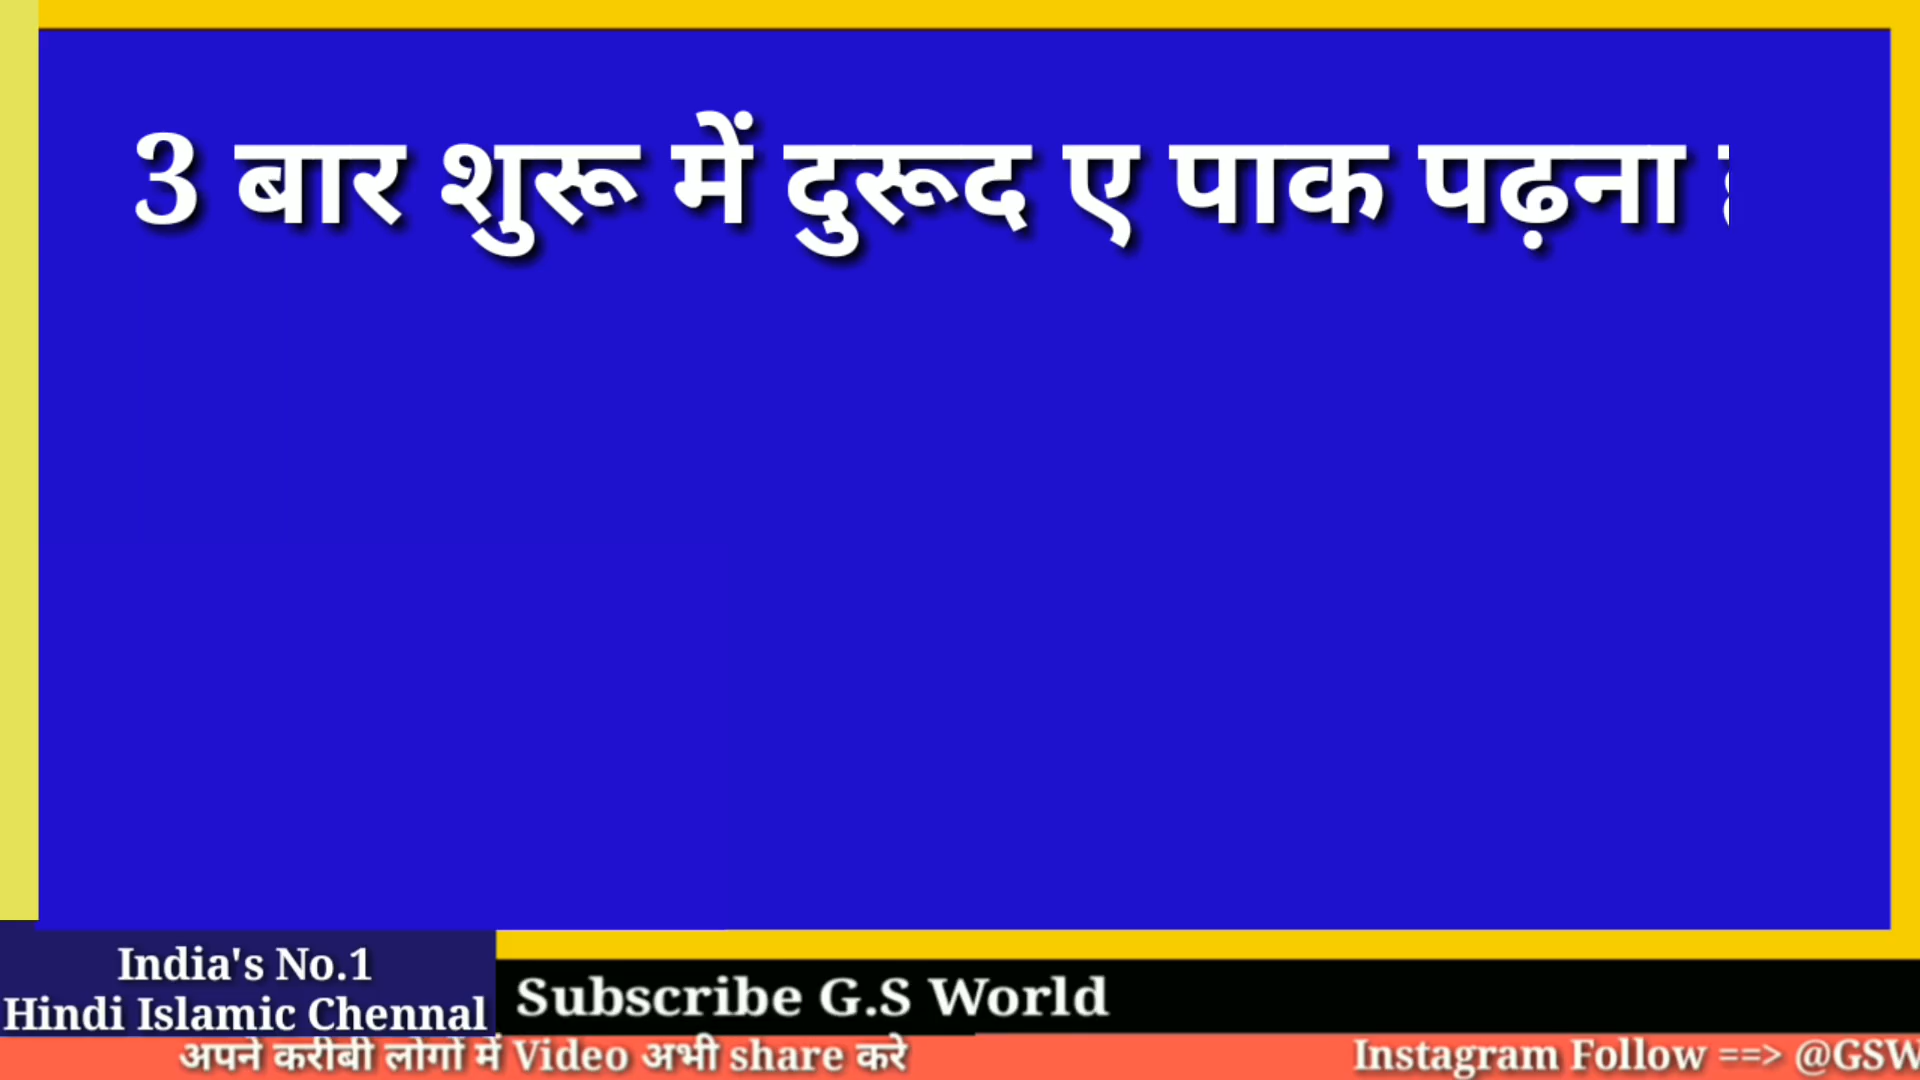 3 बार शुरू में दुरूद ए पाक पढ़ना
India's No.1
Hindi Islamic Chennal
Subscribe G.S World
अपने करीबी लोगों में Video अभी share करे
Instagram Follow ==> @GSW